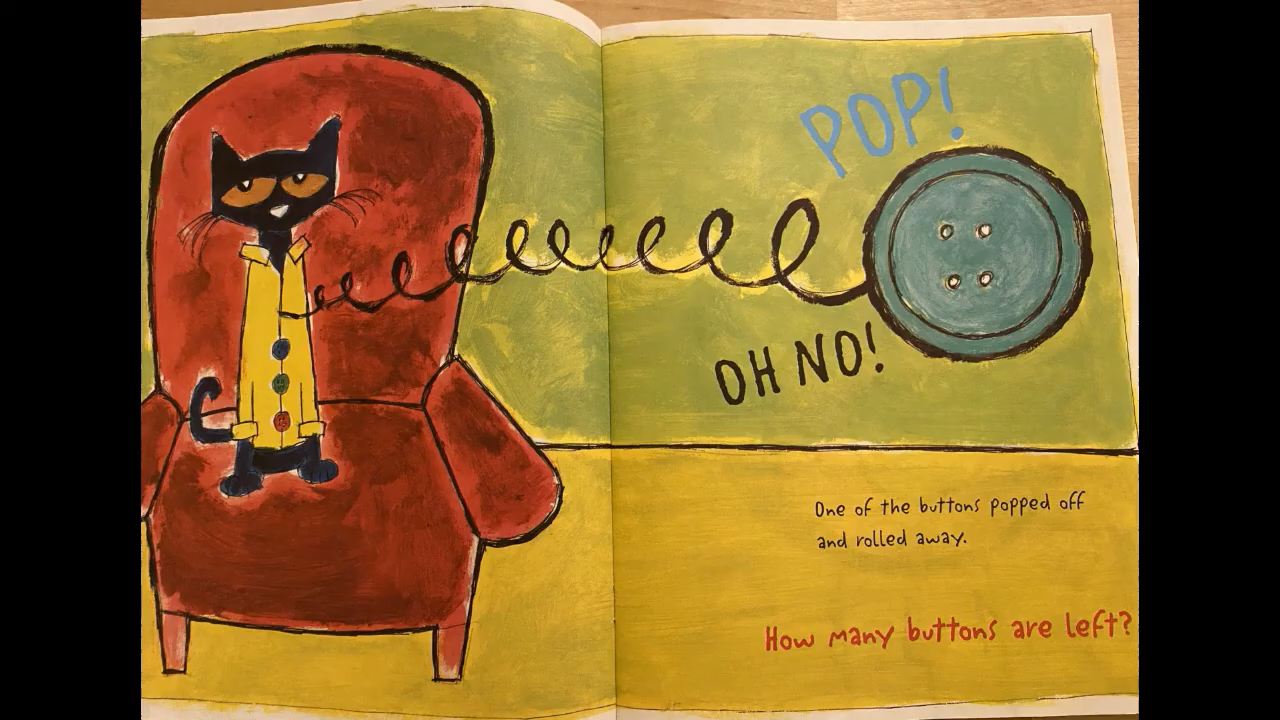 POP!
OH NO!
One of the buttons popped off
and rolled away.
How many buttons are left?